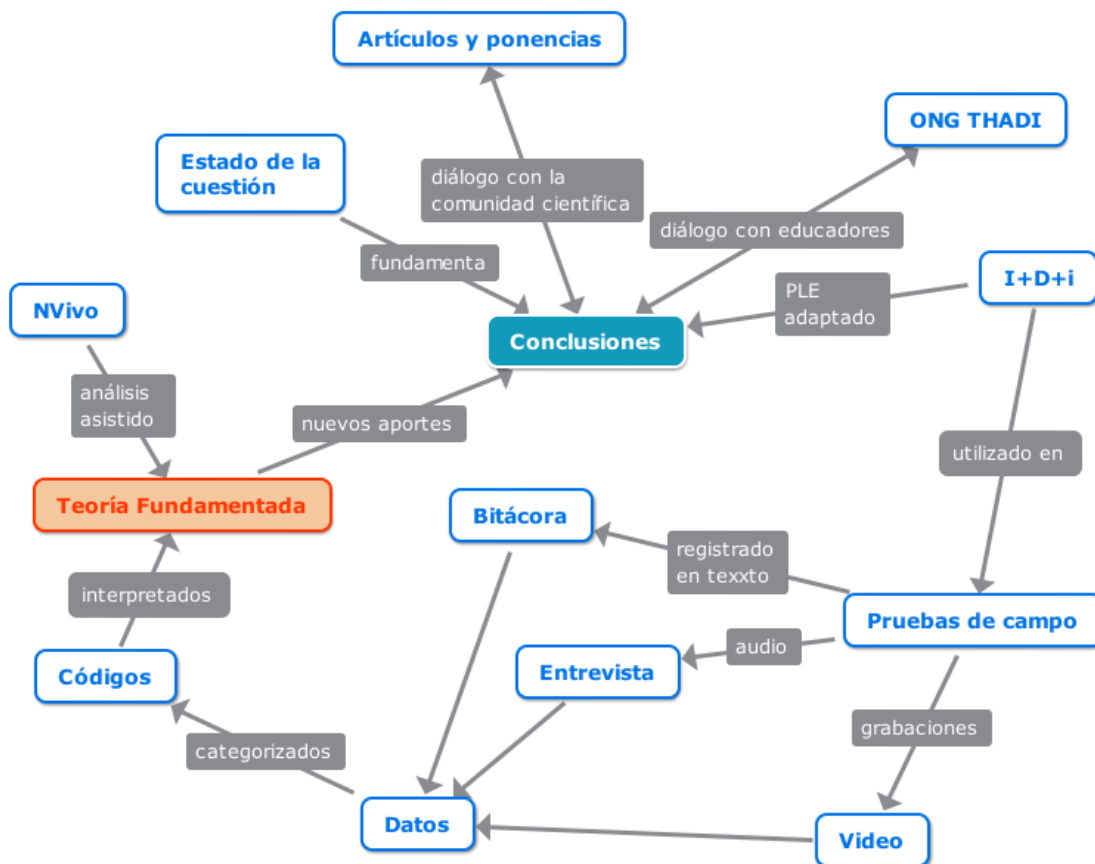 Artículos y ponencias
ONG THADI
Estado de la
cuestión
diálogo con la
comunidad científica
diálogo con educadores
fundamenta
I+D+i
PLE
adaptado
NVivo
Conclusiones
análisis
asistido
nuevos aportes
utilizado en
Teoría Fundamentada
Bitácora
registrado
en texxto
interpretados
Pruebas de campo
audio
Códigos
Entrevista
grabaciones
categorizados
Datos
Video